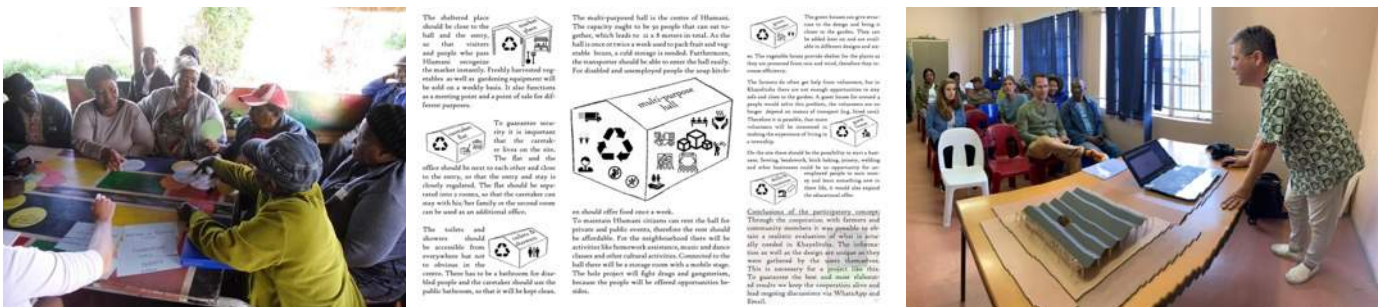 The sheltered place
should be close to the
hall and the entry,
so that visitors
and people who pass
Hlumani recognize
the market instantly. Freshly harvested veg-
etables as well as gardening equipment will
be sold on a weekly basis. It also functions
as a meeting point and a point of sale for dif-
ferent purposes.
To guarantee secu-
rity it is important
that the caretak-
er lives on the site.
The flat and the
office should be next to each other and close
to the entry, so that the entry and stay is
closely regulated. The flat should be sepa-
rated into 2 rooms, so that the caretaker can
stay with his/her family or the second room
can be used as an additional office.
The toilets and
showers should
be accessible from
everywhere but not
to obvious in the
centre. There has to be a bathroom for disa-
bled people and the caretaker should use the
public bathroom, so that it will be kept clean.
market place
caretaker flat
toilets & showers
The multi-purposed hall is the centre of Hlumani.
The capacity ought to be 50 people that can eat to-
gether, which leads to 12 x 8 meters in total. As the
hall is once or twice a week used to pack fruit and veg-
etable boxes, a cold storage is needed. Furthermore,
the transporter should be able to enter the hall easily.
For disabled and unemployed people the soup kitch-
multi-purpose
hall
en should offer food once a week.
To maintain Hlumani citizens can rent the hall for
private and public events, therefore the rent should
be affordable. For the neighbourhood there will be
activities like homework assistance, music and dance
classes and other cultural activities. Connected to the
hall there will be a storage room with a mobile stage.
The hole project will fight drugs and gangsterism,
because the people will be offered opportunities be-
sides.
The green houses can give struc-
ture to the design and bring it
closer to the garden. They can
be added later on and are avail-
able in different designs and siz-
es. The vegetable house provide shelter for the plants as
they are protected from sun and wind, therefore they in-
crease efficiency.
The farmers do often get help from volunteers, but in
Khayelitsha there are not enough opportunities to stay
safe and close to the garden. A guest house for around 4
people would solve this problem, the volunteers are no
longer depend on means of transport (e.g. hired cars).
Therefore it is possible, that more
volunteers will be interested in
making the experience of living in
a township.
On the site there should be the possibility to start a busi-
ness. Sewing, beadwork, brick baking, joinery, welding
and other businesses could be an opportunity for un-
employed people to earn mon-
ey and learn something new in
their life, it would also expand
the educational offer.
Conclusions of the participatory concept:
Through the cooperation with farmers and
community members it was possible to ob-
tain a realistic evaluation of what is actu-
ally needed in Khayelitsha. The informa-
tion as well as the design are unique as they
were gathered by the users themselves.
This is necessary for a project like this.
To guarantee the best and most elaborat-
ed results we keep the cooperation alive and
lead ongoing discussions via WhatsApp and
Email.